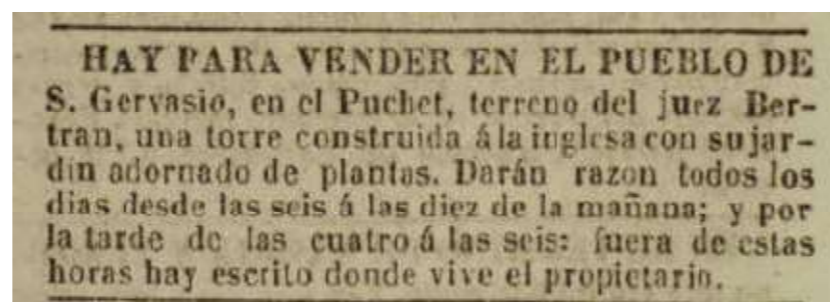 HAY PARA VENDER EN EL PUEBLO DE
S. Gervasio, en el Puchet, terreno del juez Ber-
tran, una torre construida á la inglesa con su jar-
din adornado de plantas. Darán razon todos los
dias desde las seis á las diez de la mañana; y por
la tarde de las cuatro á las seis: fuera de estas
horas hay escrito donde vive el propietario.